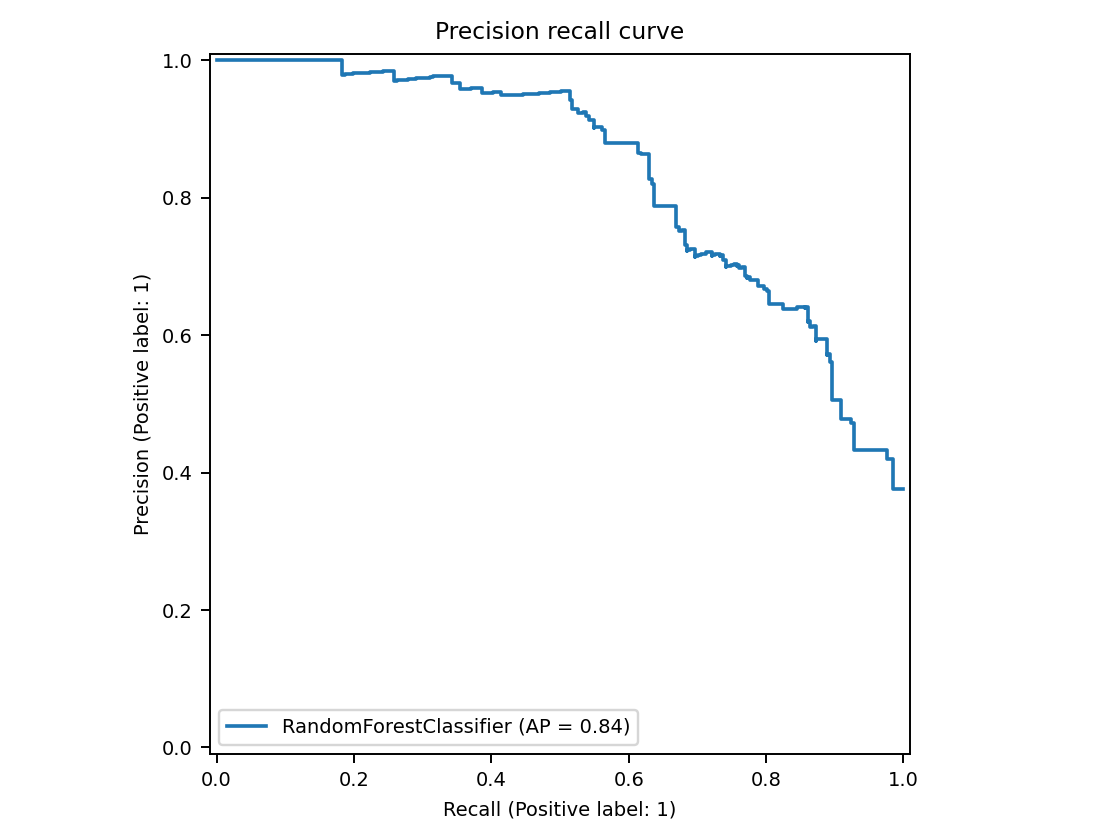 Precision recall curve
1.0
0.8
0.6
0.4
0.2
0.0
Precision (Positive label: 1)
RandomForestClassifier (AP = 0.84)
0.0 0.2 0.4 0.6 0.8 1.0
Recall (Positive label: 1)